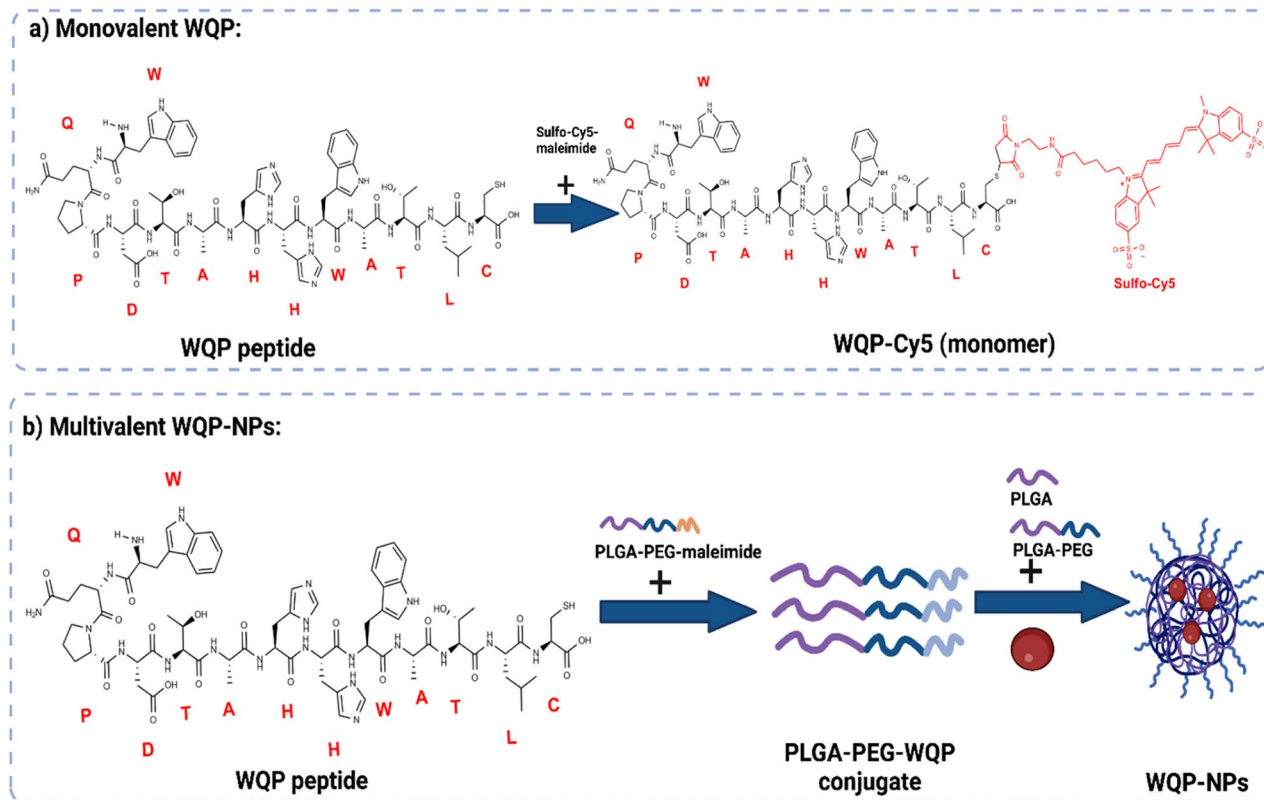 a) Monovalent WQP:
W
Q
P
D
T
A
H
H
W
A
T
L
C
WQP peptide
Sulfo-Cy5-
maleimide
+
W
Q
P
D
T
A
H
H
W
A
T
L
C
Sulfo-Cy5
WQP-Cy5 (monomer)
b) Multivalent WQP-NPs:
W
Q
P
D
T
A
H
H
W
A
T
L
C
WQP peptide
PLGA-PEG-maleimide
+
PLGA-PEG-WQP
conjugate
PLGA
PLGA-PEG
+
WQP-NPs